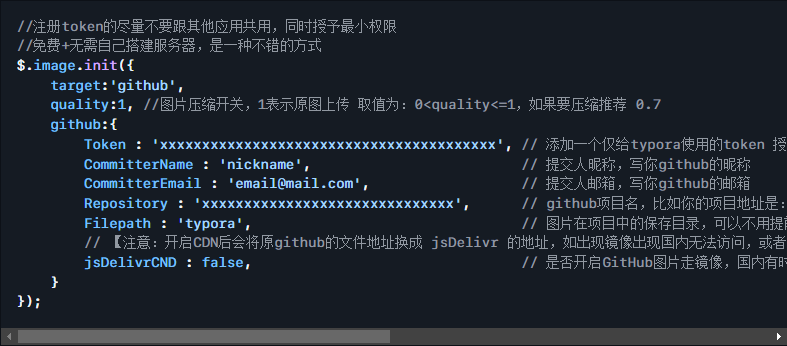 //注册token的尽量不要跟其他应用共用，同时授予最小权限
//免费+无需自己搭建服务器，是一种不错的方式
$.image.init({
target:'github',
quality:1, //图片压缩开关，1表示原图上传 取值为：0<quality<=1，如果要压缩推荐 0.7
github:{
Token : 'xxxxxxxxxxxxxxxxxxxxxxxxxxxxxxxxxxxxxxxx', // 添加一个仅给typora使用的token 授
CommitterName : 'nickname', // 提交人昵称，写你github的昵称
CommitterEmail : 'email@mail.com', // 提交人邮箱，写你github的邮箱
Repository : 'xxxxxxxxxxxxxxxxxxxxxxxxxxxxxx', // github项目名，比如你的项目地址是：
Filepath : 'typora', // 图片在项目中的保存目录，可以不用提前
// 【注意：开启CDN后会将原github的文件地址换成 jsDelivr 的地址，如出现镜像出现国内无法访问，或者
jsDelivrCND : false, // 是否开启GitHub图片走镜像，国内有时
}
});